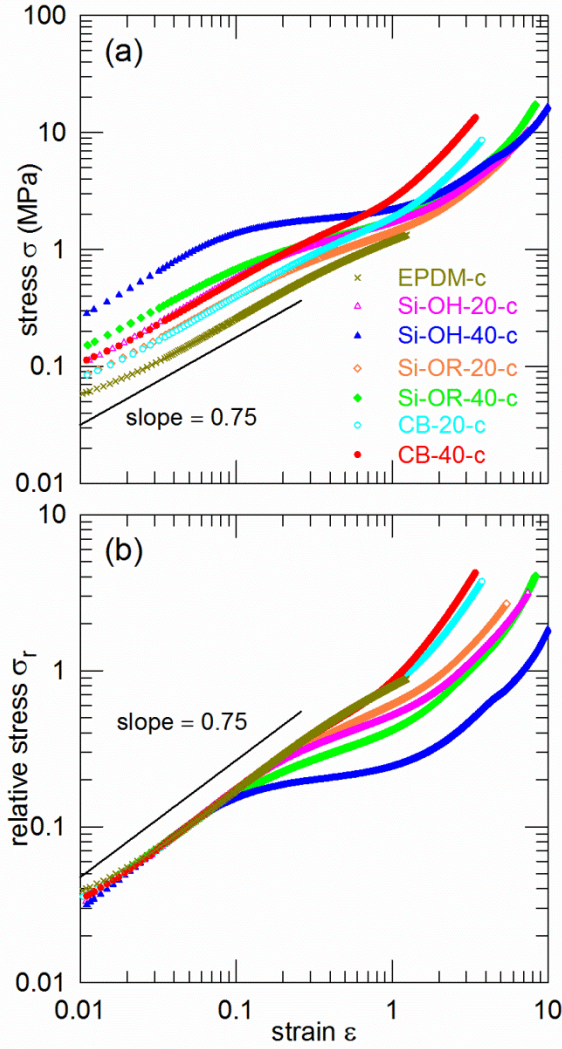 100
(a)
10
stress σ (MPa)
1
EPDM-c
Si-OH-20-c
Si-OH-40-c
0.1
Si-OR-20-c
Si-OR-40-c
slope = 0.75
CB-20-c
CB-40-c
0.01
10
(b)
1
slope = 0.75
relative stress σr
0.1
0.01
0.01 0.1 1 10
strain ε